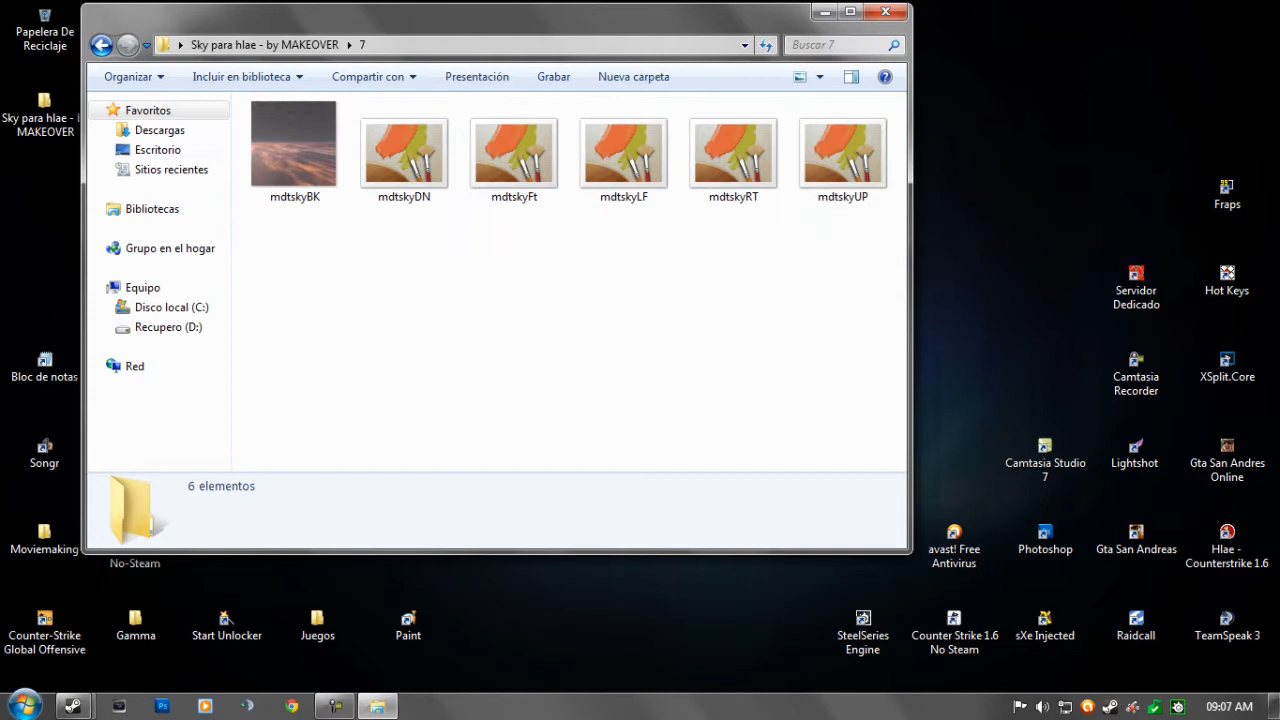 Papelera De
Reciclaje
Sky para hlae - by
MAKEOVER
Bloc de notas
Songr
Moviemaking
No-Steam
Counter-Strike
Global Offensive
Gamma
Start Unlocker
Juegos
Paint
Sky para hlae - by MAKEOVER
7
Buscar 7
Organizar
Incluir en biblioteca
Compartir con
Presentación
Grabar
Nueva carpeta
Favoritos
Descargas
Escritorio
Sitios recientes
Bibliotecas
Grupo en el hogar
Equipo
Disco local (C:)
Recupero (D:)
Red
mdtskyBK
mdtskyDN
mdtskyFt
mdtskyLF
mdtskyRT
mdtskyUP
6 elementos
Fraps
Servidor
Dedicado
Hot Keys
Camtasia
Recorder
XSplit.Core
Camtasia Studio
7
Lightshot
Gta San Andres
Online
avast! Free
Antivirus
Photoshop
Gta San Andreas
Hlae -
Counterstrike 1.6
SteelSeries
Engine
Counter Strike 1.6
No Steam
sXe Injected
Raidcall
TeamSpeak 3
Ps
09:07 AM